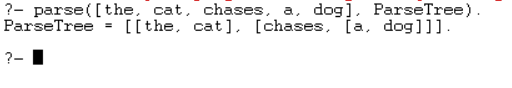 ?- parse([the, cat, chases, a, dog], ParseTree).
ParseTree = [[the, cat], [chases, [a, dog]]].
?-